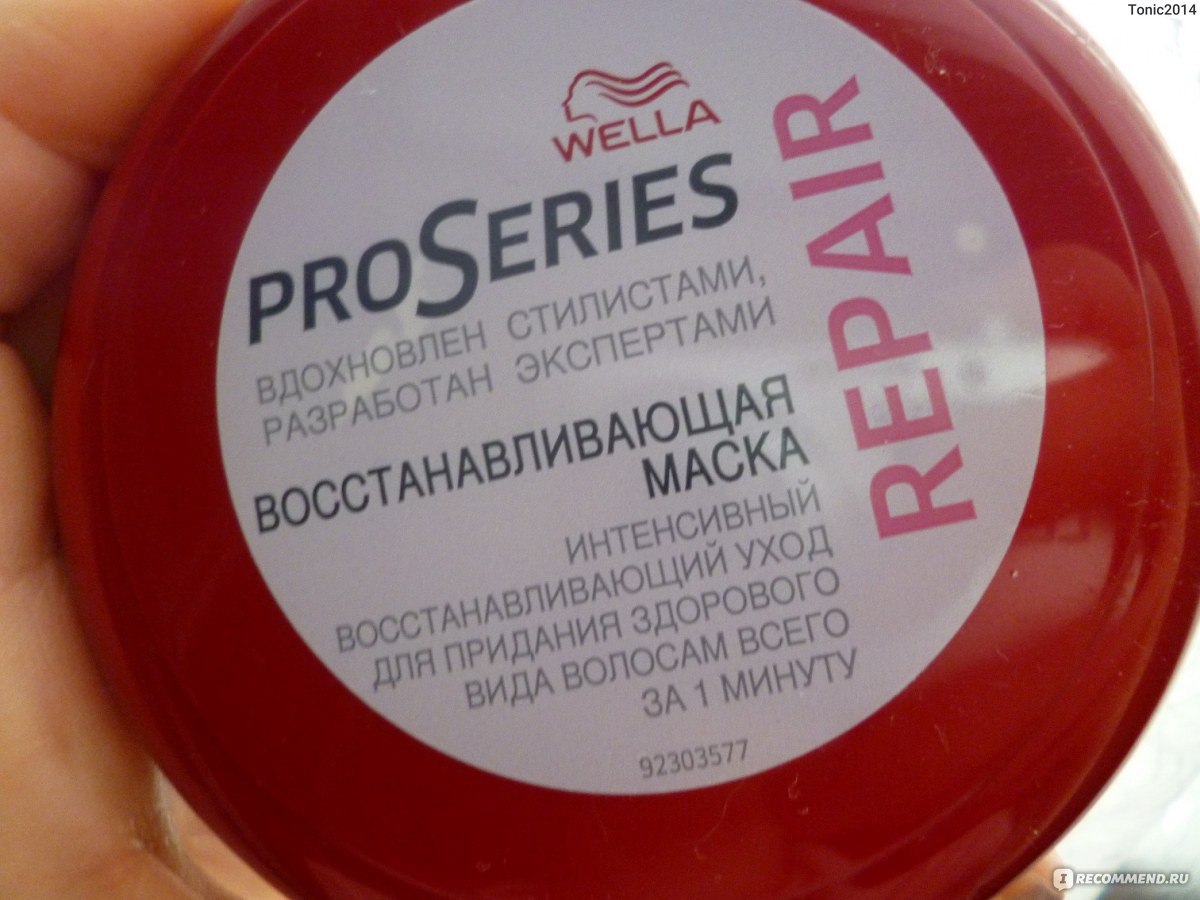 Tonic2014
WELLA
PROSERIES
ВДОХНОВЛЕН СТИЛИСТАМИ,
РАЗРАБОТАН ЭКСПЕРТАМИ
ВОССТАНАВЛИВАЮЩАЯ
МАСКА
ИНТЕНСИВНЫЙ
ВОССТАНАВЛИВАЮЩИЙ УХОД
ДЛЯ ПРИДАНИЯ ЗДОРОВОГО
ВИДА ВОЛОСАМ ВСЕГО
ЗА 1 МИНУТУ
92303577
REPAIR
IRECOMMEND.RU